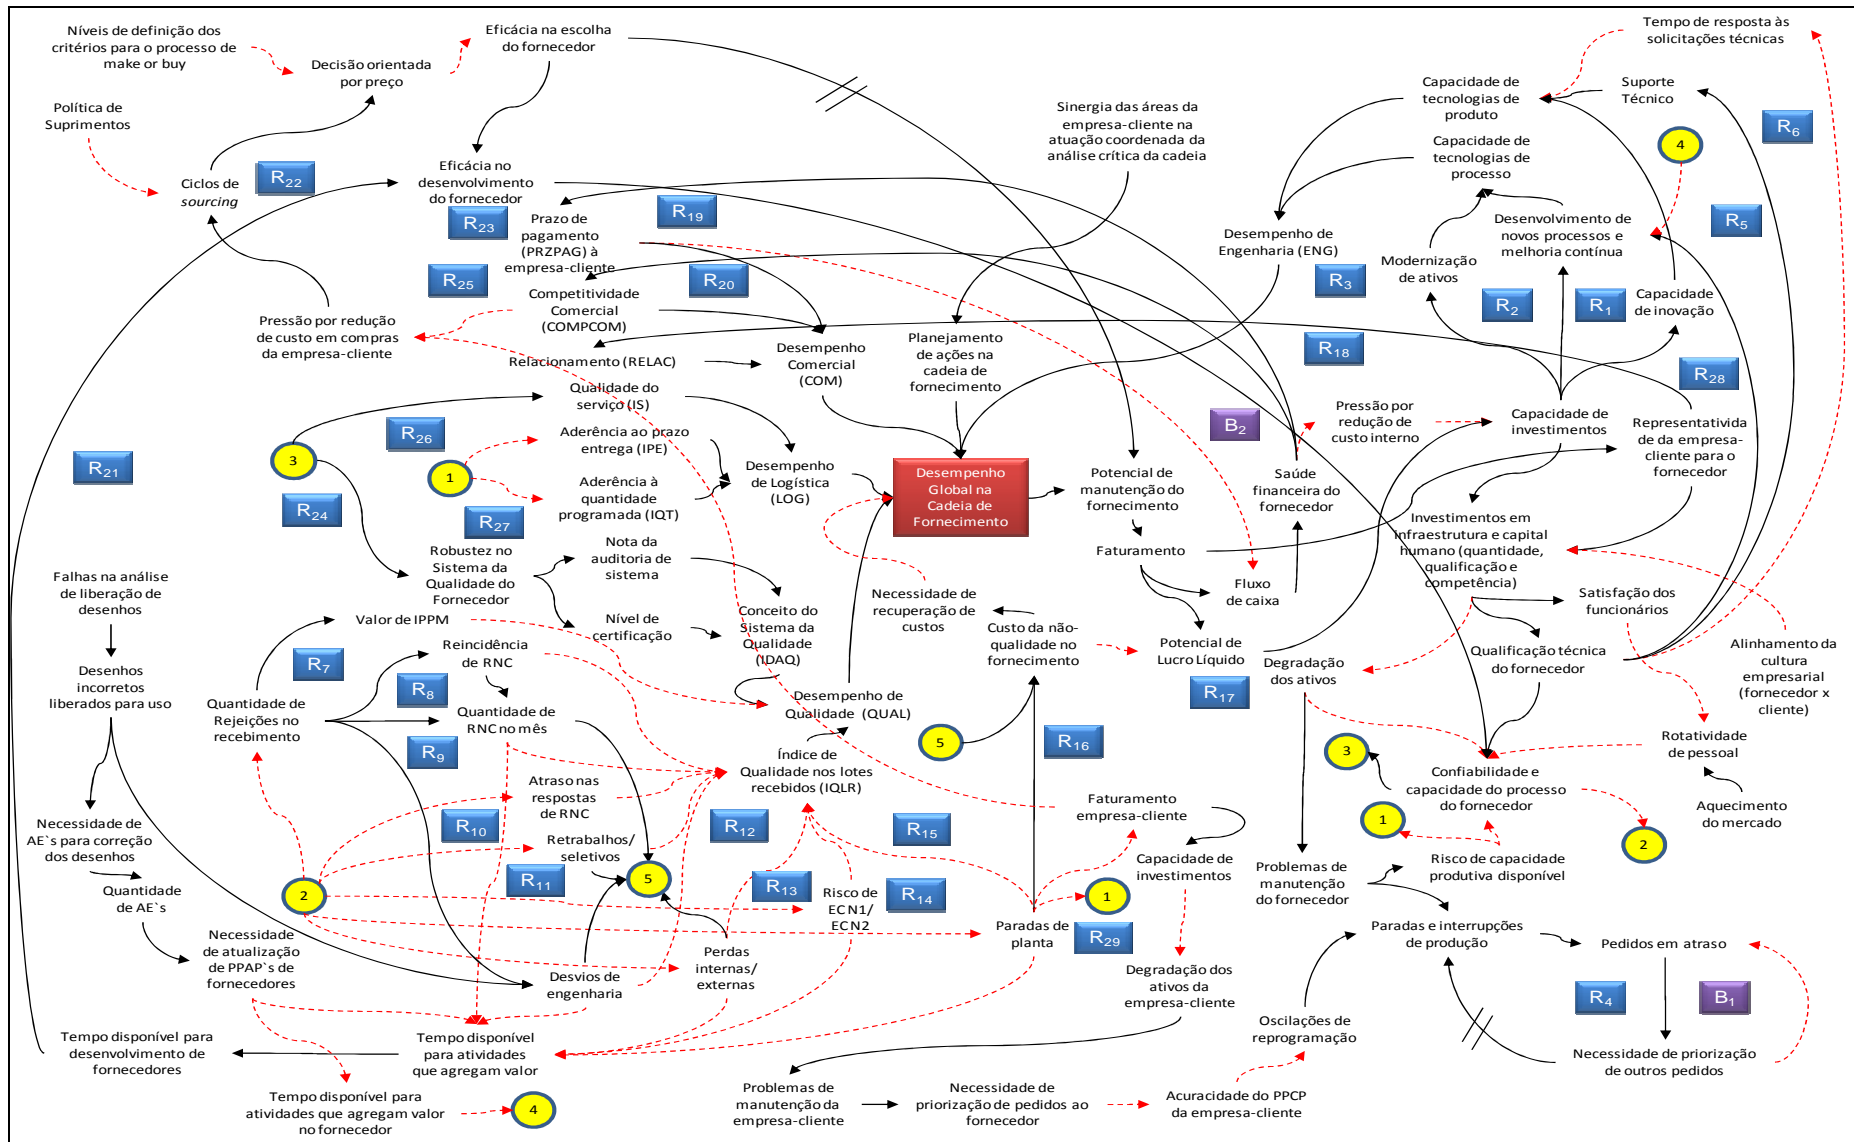 Níveis de definição dos
critérios para o processo de
make or buy
Decisão orientada
por preço
Eficácia na escolha
do fornecedor
Tempo de resposta às
solicitações técnicas
Política de
Suprimentos
Sinergia das áreas da
empresa-cliente na
atuação coordenada da
análise crítica da cadeia
Capacidade de
tecnologias de
produto
Suporte
Técnico
R6
4
Capacidade de
tecnologias de
processo
Ciclos de
sourcing
R22
Eficácia no
desenvolvimento
do fornecedor
R23
Prazo de
pagamento
(PRZPAG) à
empresa-cliente
R19
Desempenho de
Engenharia (ENG)
Desenvolvimento de
novos processos e
melhoria contínua
R5
Modernização
de ativos
R25
R20
R3
R2
R1
Capacidade
de inovação
Competitividade
Comercial
(COMPCOM)
Pressão por redução
de custo em compras
da empresa-cliente
Relacionamento (RELAC)
Desempenho
Comercial
(COM)
Planejamento
de ações na
cadeia de
fornecimento
R18
R28
Qualidade do
serviço (IS)
R26
B2
Pressão por
redução de
custo interno
Capacidade de
investimentos
Representativida
de da empresa-
cliente para o
fornecedor
Aderência ao prazo
entrega (IPE)
3
1
R21
R24
Aderência à
quantidade
programada (IQT)
R27
Desempenho
de Logística
(LOG)
Desempenho
Global na
Cadeia de
Fornecimento
Potencial de
manutenção do
fornecimento
Saúde
financeira do
fornecedor
Investimentos em
infraestrutura e capital
humano (quantidade,
qualificação e
competência)
Nota da
auditoria de
sistema
Robustez no
Sistema da
Qualidade do
Fornecedor
Faturamento
Fluxo
de caixa
Falhas na análise
de liberação de
desenhos
Necessidade de
recuperação de
custos
Satisfação dos
funcionários
Valor de IPPM
Nível de
certificação
Conceito do
Sistema da
Qualidade
(IDAQ)
Custo da não-
qualidade no
fornecimento
Potencial de
Lucro Líquido
Reincidência
de RNC
R7
R8
Desenhos
incorretos
liberados para uso
Quantidade de
Rejeições no
recebimento
Degradação
dos ativos
R17
Qualificação técnica
do fornecedor
Alinhamento da
cultura
empresarial
(fornecedor x
cliente)
Quantidade de
RNC no mês
R9
Desempenho de
Qualidade (QUAL)
5
R16
Índice de
Qualidade nos lotes
recebidos (IQLR)
3
Rotatividade
de pessoal
Confiabilidade e
capacidade do processo
do fornecedor
Atraso nas
respostas
de RNC
R10
R12
R15
Faturamento
empresa-cliente
Aquecimento
do mercado
1
2
Necessidade de
AE`s para correção
dos desenhos
Retrabalhos/
seletivos
R11
5
R13
Risco de
ECN1/
ECN2
R14
Capacidade de
investimentos
Problemas de
manutenção
do fornecedor
Risco de capacidade
produtiva disponível
Quantidade
de AE`s
2
1
Paradas de
planta
R29
Paradas e interrupções
de produção
Pedidos em atraso
Necessidade
de atualização
de PPAP`s de
fornecedores
Desvios de
engenharia
Perdas
internas/
externas
Degradação dos
ativos da
empresa-cliente
R4
B1
Oscilações de
reprogramação
Tempo disponível para
desenvolvimento de
fornecedores
Tempo disponível
para atividades
que agregam valor
Necessidade de priorização
de outros pedidos
Tempo disponível para
atividades que agregam valor
no fornecedor
4
Problemas de
manutenção da
empresa-cliente
Necessidade de
priorização de pedidos ao
fornecedor
Acuracidade do PPCP
da empresa-cliente